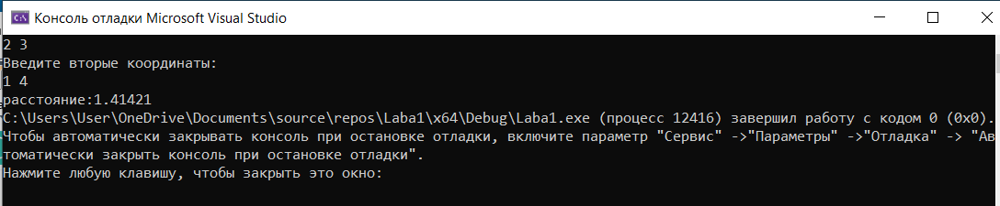 Консоль отладки Microsoft Visual Studio
2 3
Введите вторые координаты:
1 4
расстояние:1.41421
C:\Users\User\OneDrive\Documents\source\repos\Laba1\x64\Debug\Laba1.exe (процесс 12416) завершил работу с кодом 0 (0x0).
Чтобы автоматически закрывать консоль при остановке отладки, включите параметр "Сервис" ->"Параметры" ->"Отладка" -> "Ав
томатически закрыть консоль при остановке отладки".
Нажмите любую клавишу, чтобы закрыть это окно: